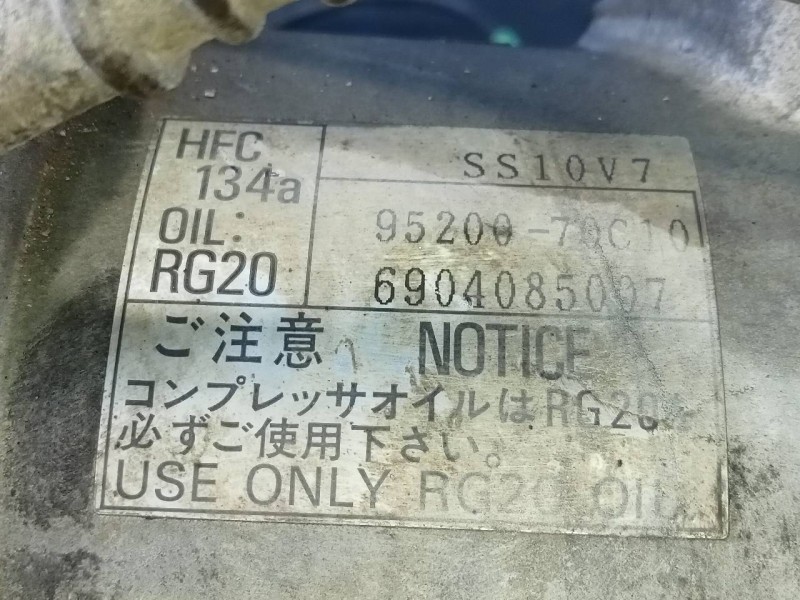 HFC
134a
OIL:
RG20
SS10V7
95200-70C10
6904085007
ご注意 NOTICE
コンプレッサオイルはRG20を
必ずご使用下さい。
USE ONLY RG20 OIL